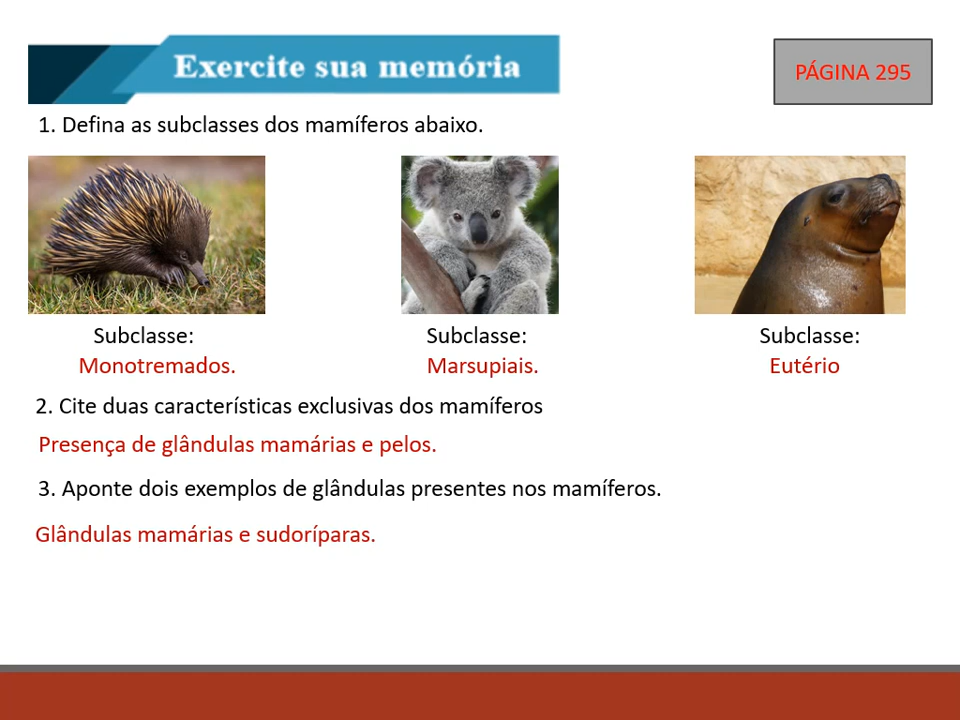 Exercite sua memória
PÁGINA 295
1. Defina as subclasses dos mamíferos abaixo.
Subclasse:
Monotremados.
Subclasse:
Marsupiais.
Subclasse:
Eutério
2. Cite duas características exclusivas dos mamíferos
Presença de glândulas mamárias e pelos.
3. Aponte dois exemplos de glândulas presentes nos mamíferos.
Glândulas mamárias e sudoríparas.